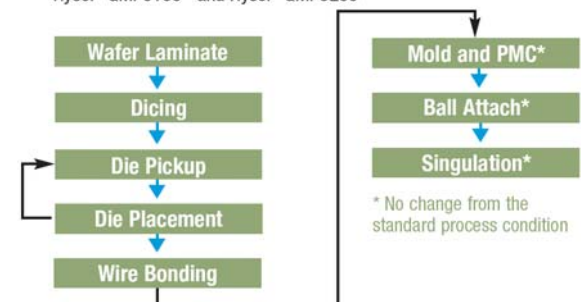 Wafer Laminate
Dicing
Die Pickup
Die Placement
Wire Bonding
Mold and PMC*
Ball Attach*
Singulation*
* No change from the
standard process condition